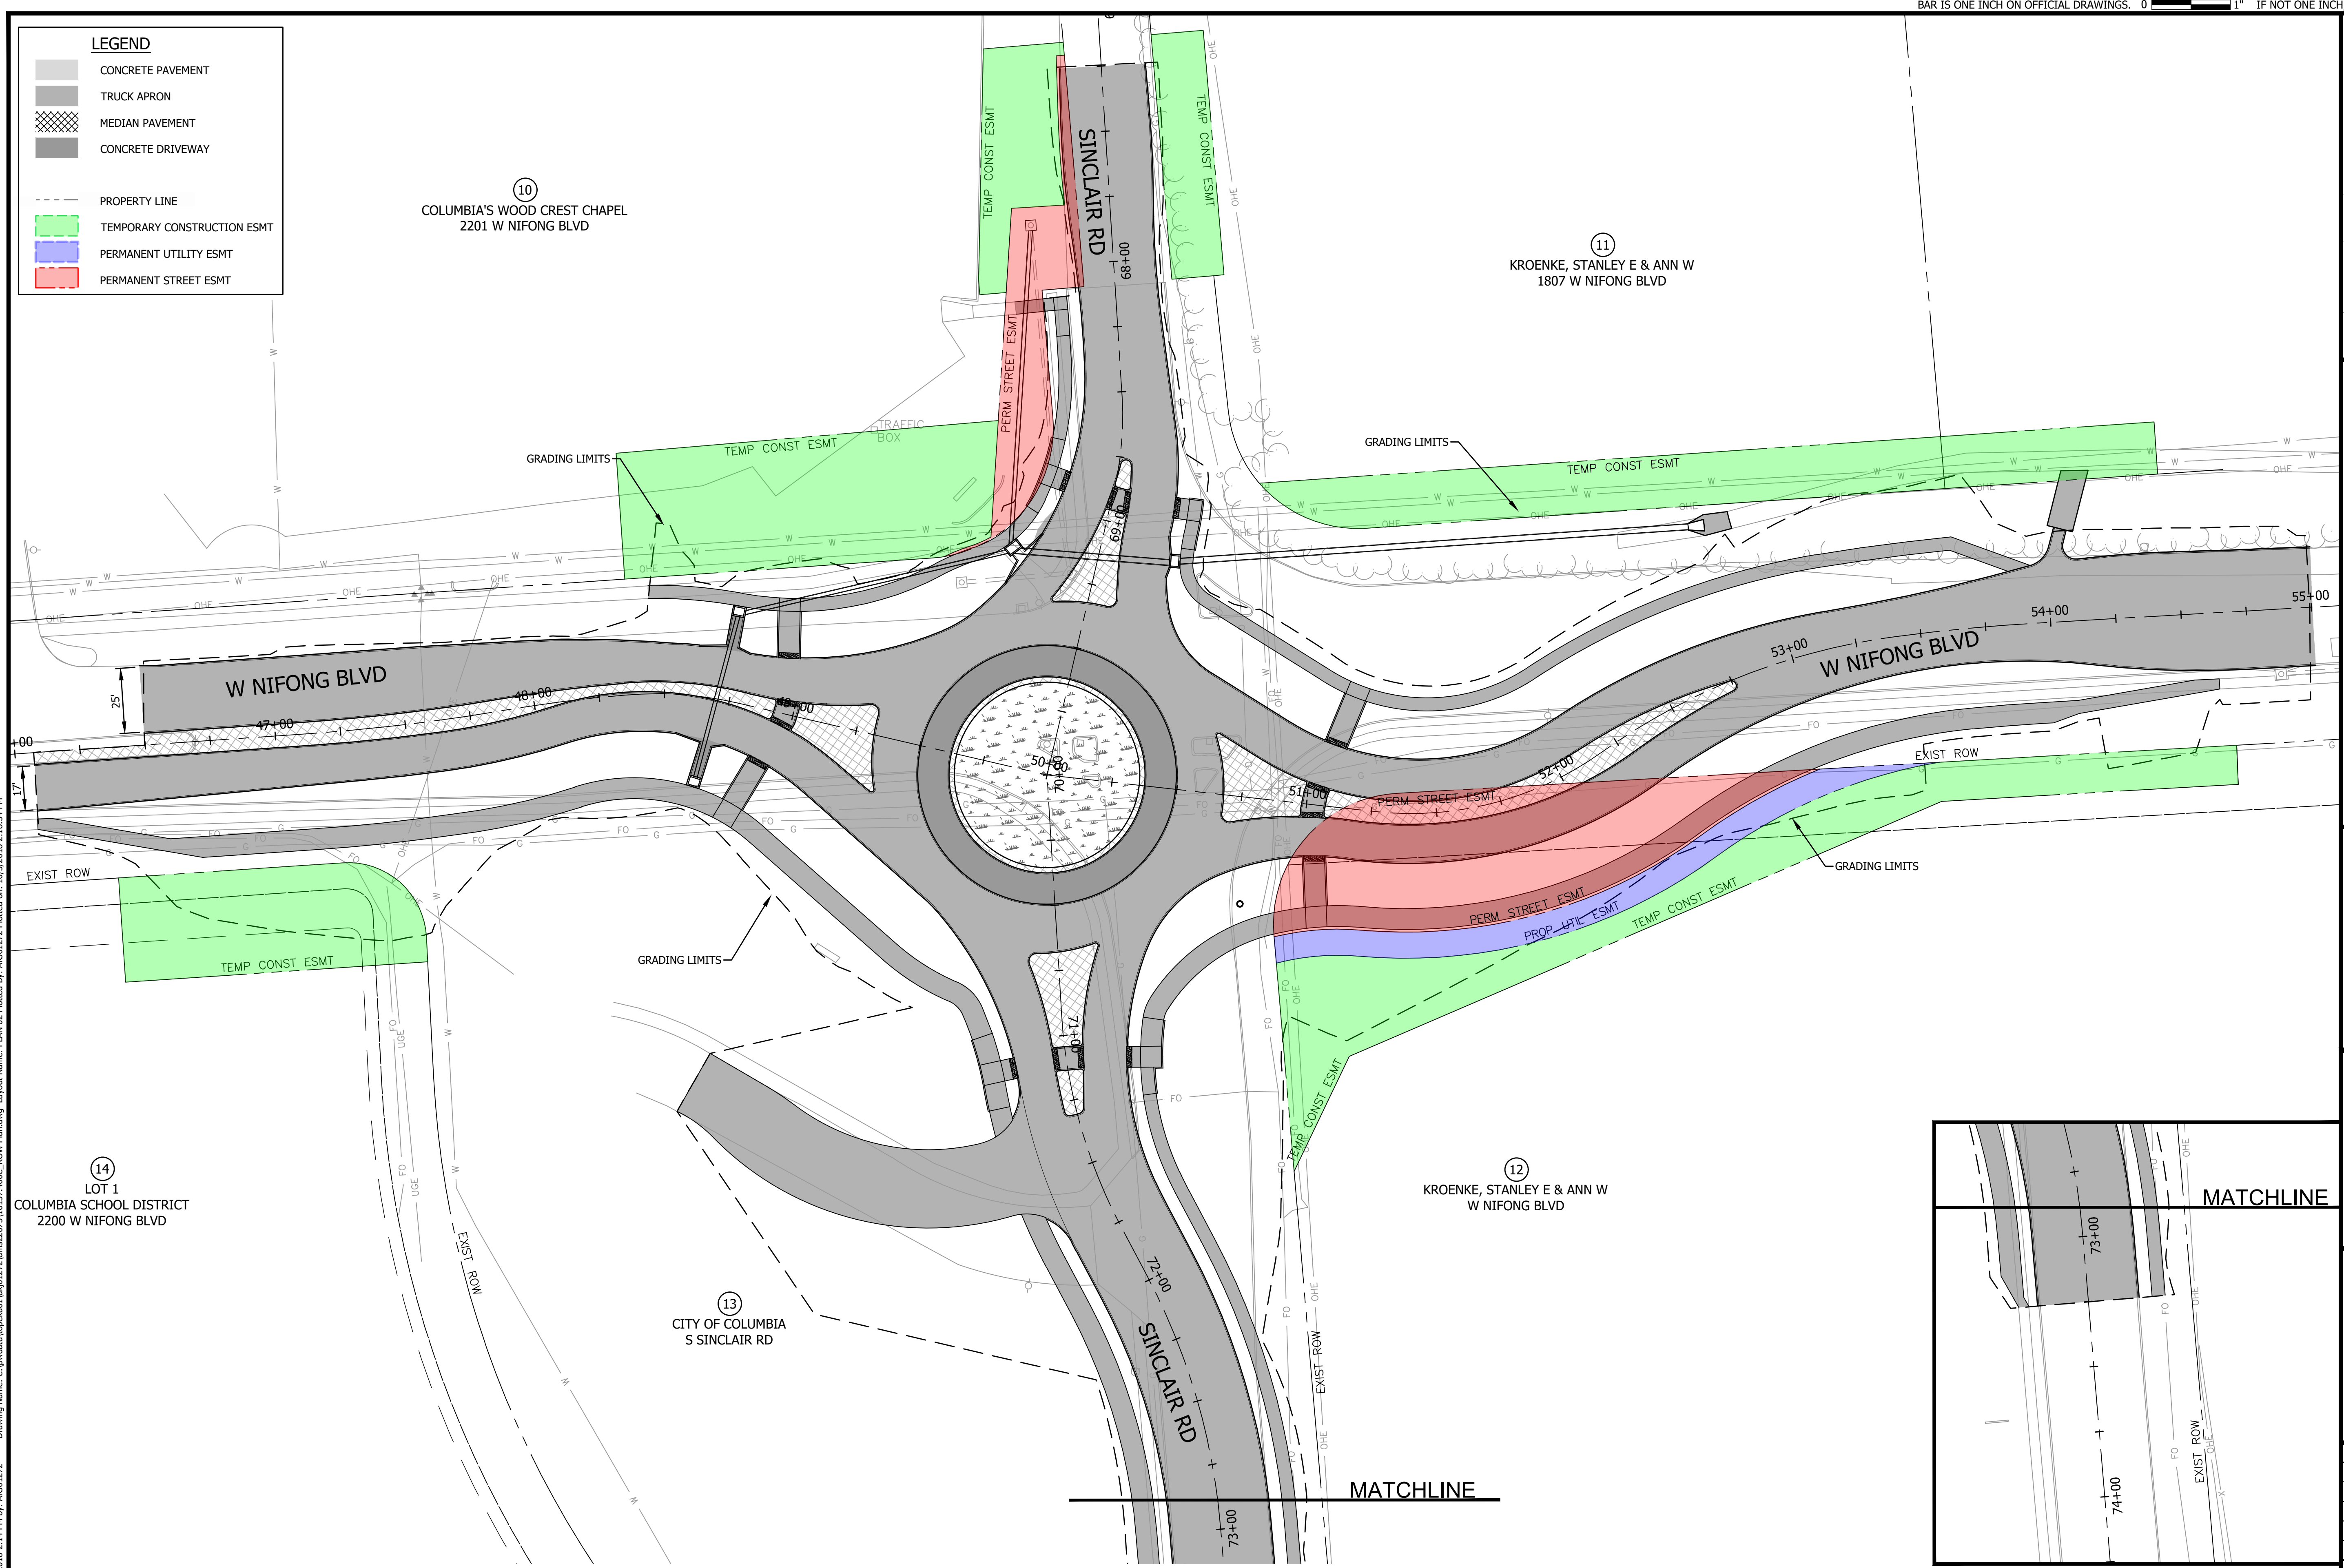 BAR IS ONE INCH ON OFFICIAL DRAWINGS. 0 1" IF NOT ONE INCH
LEGEND
CONCRETE PAVEMENT
TRUCK APRON
MEDIAN PAVEMENT
CONCRETE DRIVEWAY
PROPERTY LINE
TEMPORARY CONSTRUCTION ESMT
PERMANENT UTILITY ESMT
PERMANENT STREET ESMT
10
COLUMBIA'S WOOD CREST CHAPEL
2201 W NIFONG BLVD
TEMP CONST ESMT
SINCLAIR RD
68+00
TEMP CONST ESMT
OHE
OHE
OHE
11
KROENKE, STANLEY E & ANN W
1807 W NIFONG BLVD
PERM STREET ESMT
TRAFFIC
BOX
TEMP CONST ESMT
GRADING LIMITS
GRADING LIMITS
TEMP CONST ESMT
69+00
W NIFONG BLVD
25'
17'
+00
47+00
48+00
49+00
50+00
70+00
51+00
52+00
53+00
54+00
55+00
W NIFONG BLVD
EXIST ROW
PERM STREET ESMT
GRADING LIMITS
PERM STREET ESMT
PROP UTIL ESMT
TEMP CONST ESMT
TEMP CONST ESMT
EXIST ROW
TEMP CONST ESMT
GRADING LIMITS
UGE
UGE
FO
FO
71+00
14
LOT 1
COLUMBIA SCHOOL DISTRICT
2200 W NIFONG BLVD
EXIST ROW
13
CITY OF COLUMBIA
S SINCLAIR RD
72+00
SINCLAIR RD
EXIST ROW
12
KROENKE, STANLEY E & ANN W
W NIFONG BLVD
MATCHLINE
73+00
MATCHLINE
73+00
EXIST ROW
74+00